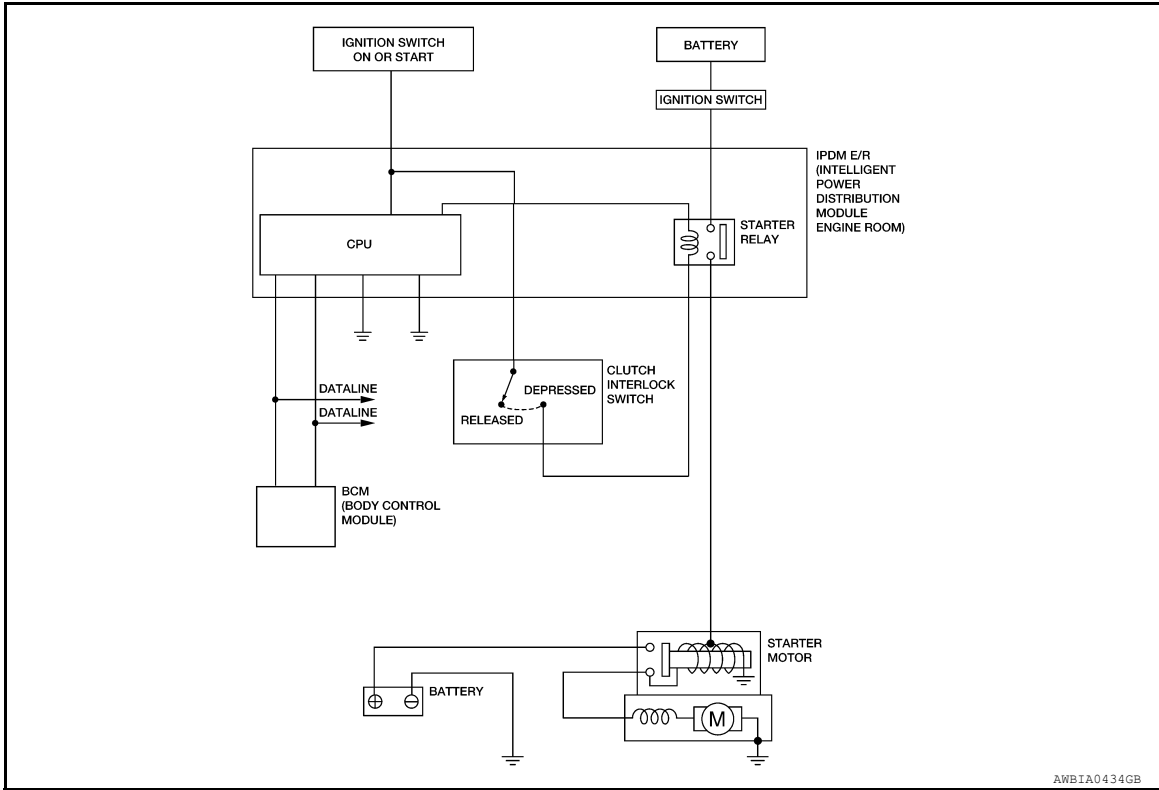 IGNITION SWITCH
ON OR START
BATTERY
IGNITION SWITCH
IPDM E/R
(INTELLIGENT
POWER
DISTRIBUTION
MODULE
ENGINE ROOM)
CPU
STARTER
RELAY
CLUTCH
INTERLOCK
SWITCH
DEPRESSED
RELEASED
DATALINE
DATALINE
BCM
(BODY CONTROL
MODULE)
STARTER
MOTOR
BATTERY
M
AWBIA0434GB